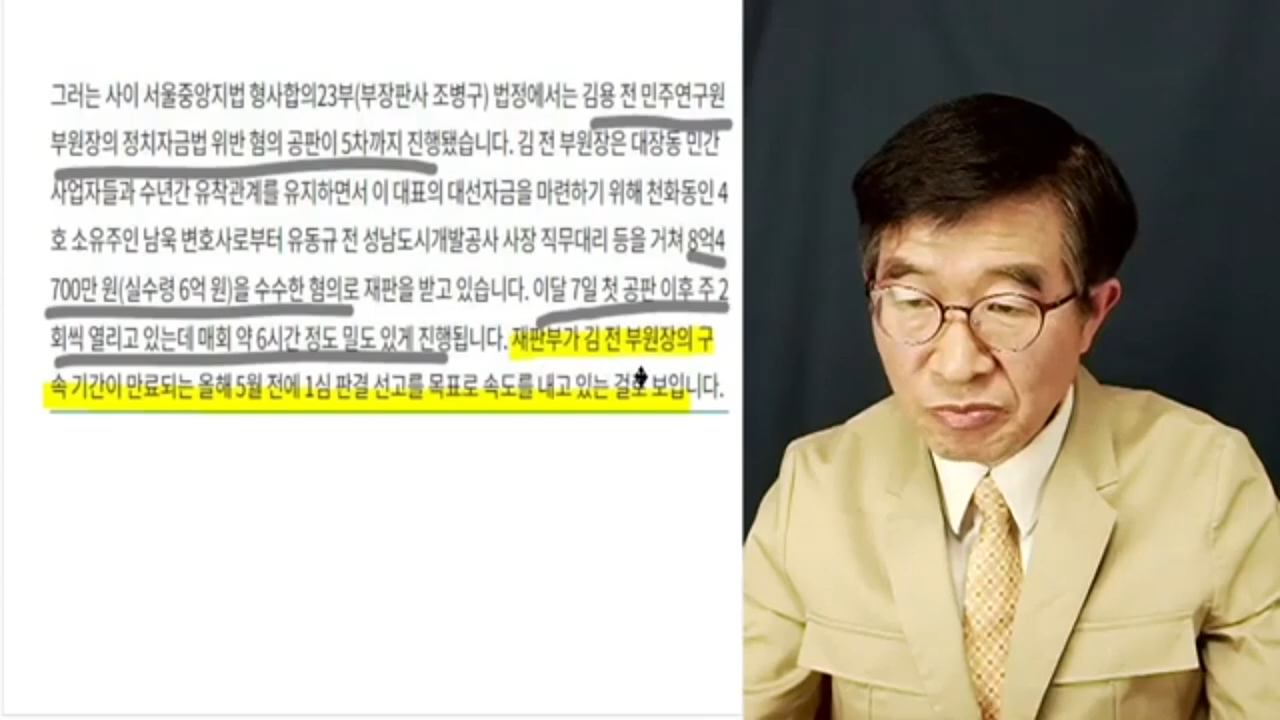 그러는 사이 서울중앙지법 형사합의23부(부장판사 조병구) 법정에서는 김용 전 민주연구원
부원장의 정치자금법 위반 혐의 공판이 5차까지 진행됐습니다. 김 전 부원장은 대장동 민간
사업자들과 수년간 유착관계를 유지하면서 이 대표의 대선자금을 마련하기 위해 천화동인 4
호 소유주인 남욱 변호사로부터 유동규 전 성남도시개발공사 사장 직무대리 등을 거쳐 8억4
700만 원(실수령 6억 원)을 수수한 혐의로 재판을 받고 있습니다. 이달 7일 첫 공판 이후 주 2
회씩 열리고 있는데 매회 약 6시간 정도 밀도 있게 진행됩니다. 재판부가 김 전 부원장의 구
속 기간이 만료되는 올해 5월 전에 1심 판결 선고를 목표로 속도를 내고 있는 걸로 보입니다.